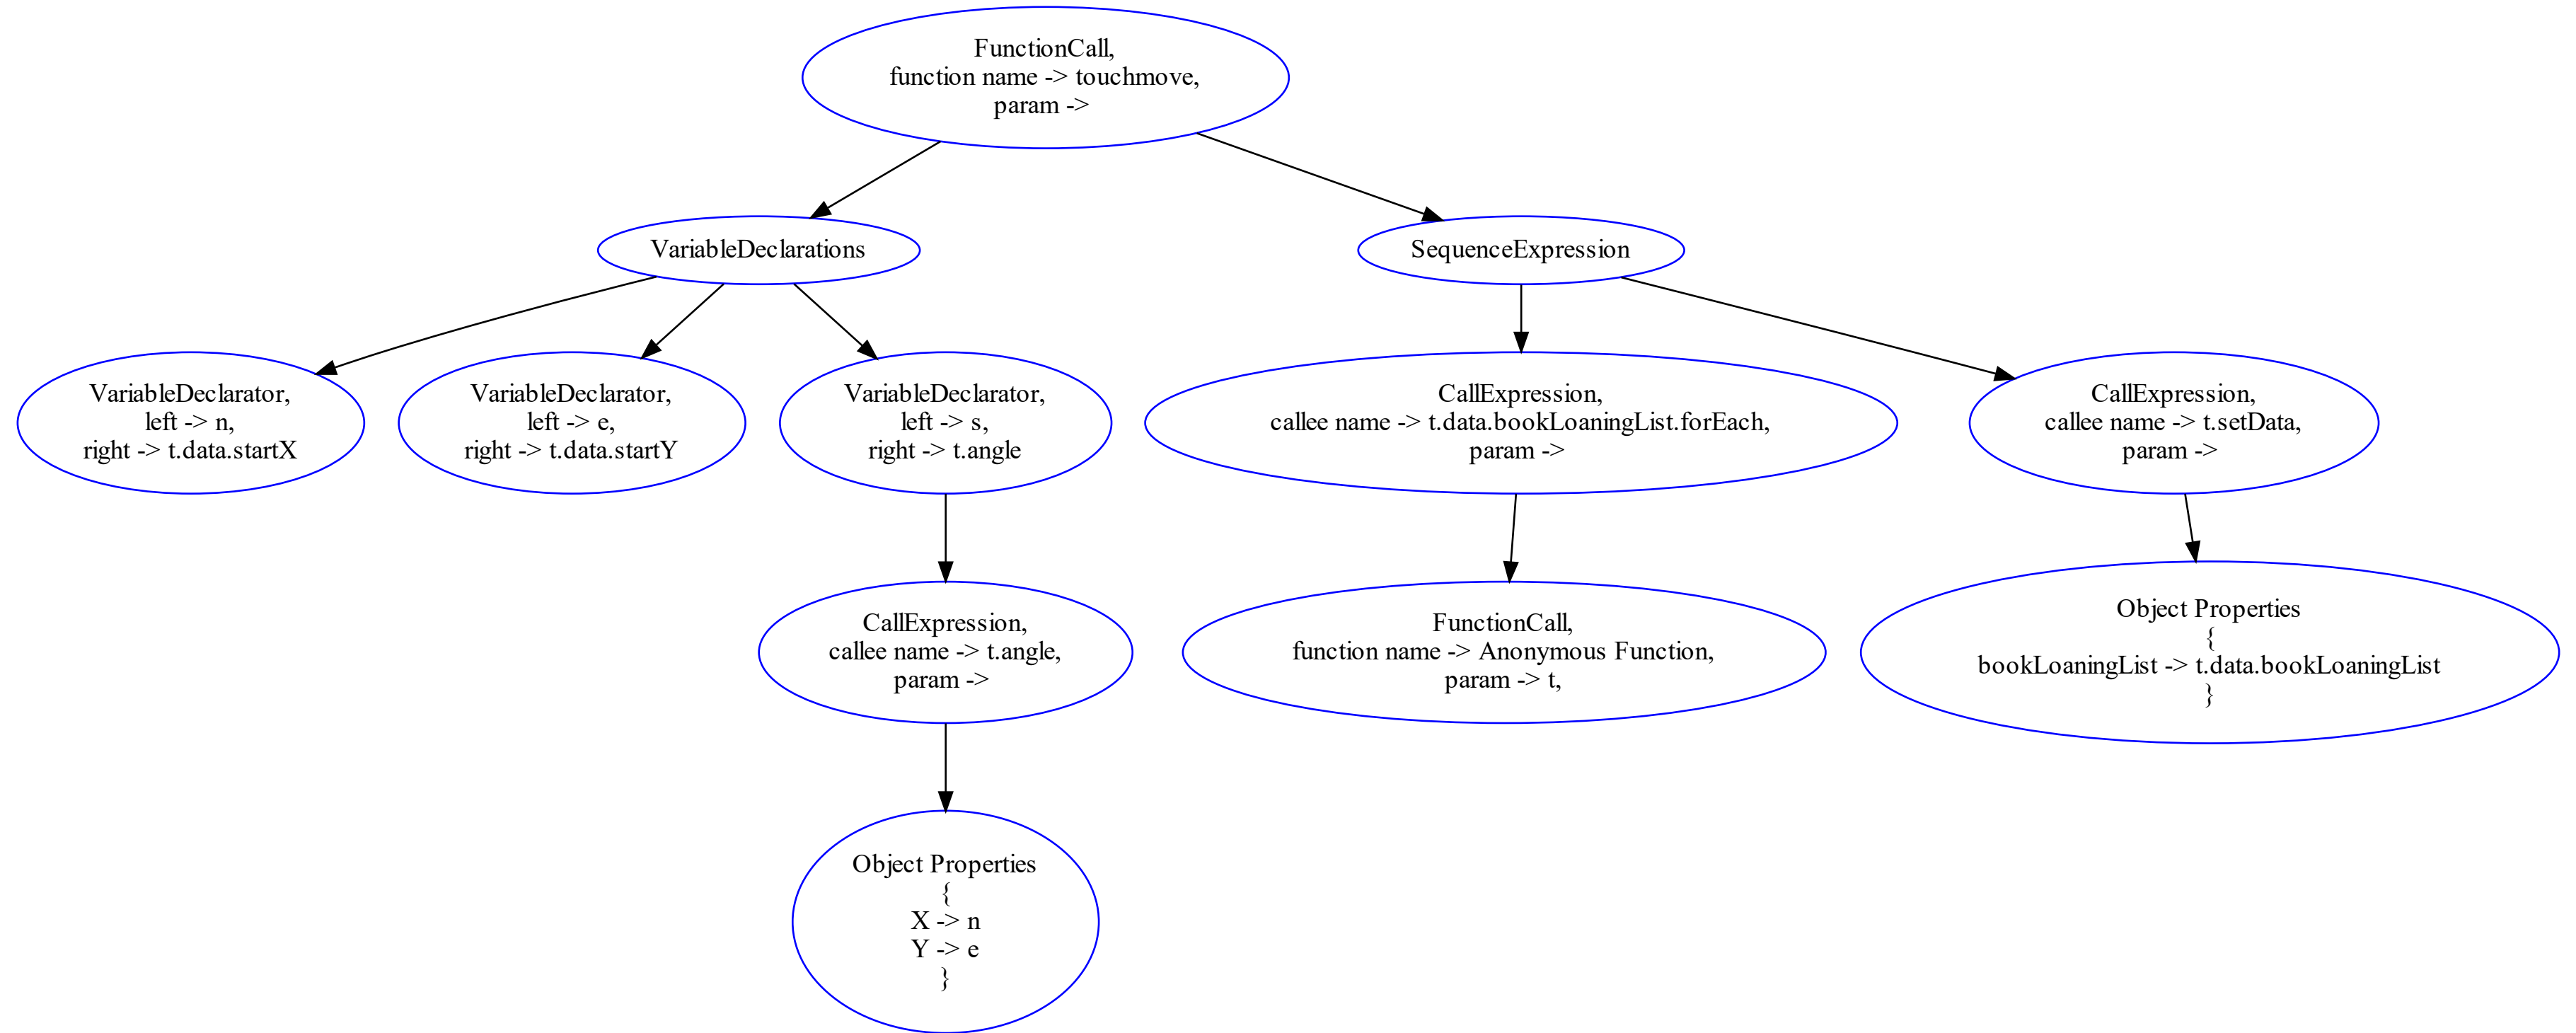 FunctionCall,
function name -> touchmove,
param ->
VariableDeclarations
SequenceExpression
VariableDeclarator,
left -> n,
right -> t.data.startX
VariableDeclarator,
left -> e,
right -> t.data.startY
VariableDeclarator,
left -> s,
right -> t.angle
CallExpression,
callee name -> t.data.bookLoaningList.forEach,
param ->
CallExpression,
callee name -> t.setData,
param ->
CallExpression,
callee name -> t.angle,
param ->
FunctionCall,
function name -> Anonymous Function,
param -> t,
Object Properties
{
bookLoaningList -> t.data.bookLoaningList
}
Object Properties
{
X -> n
Y -> e
}